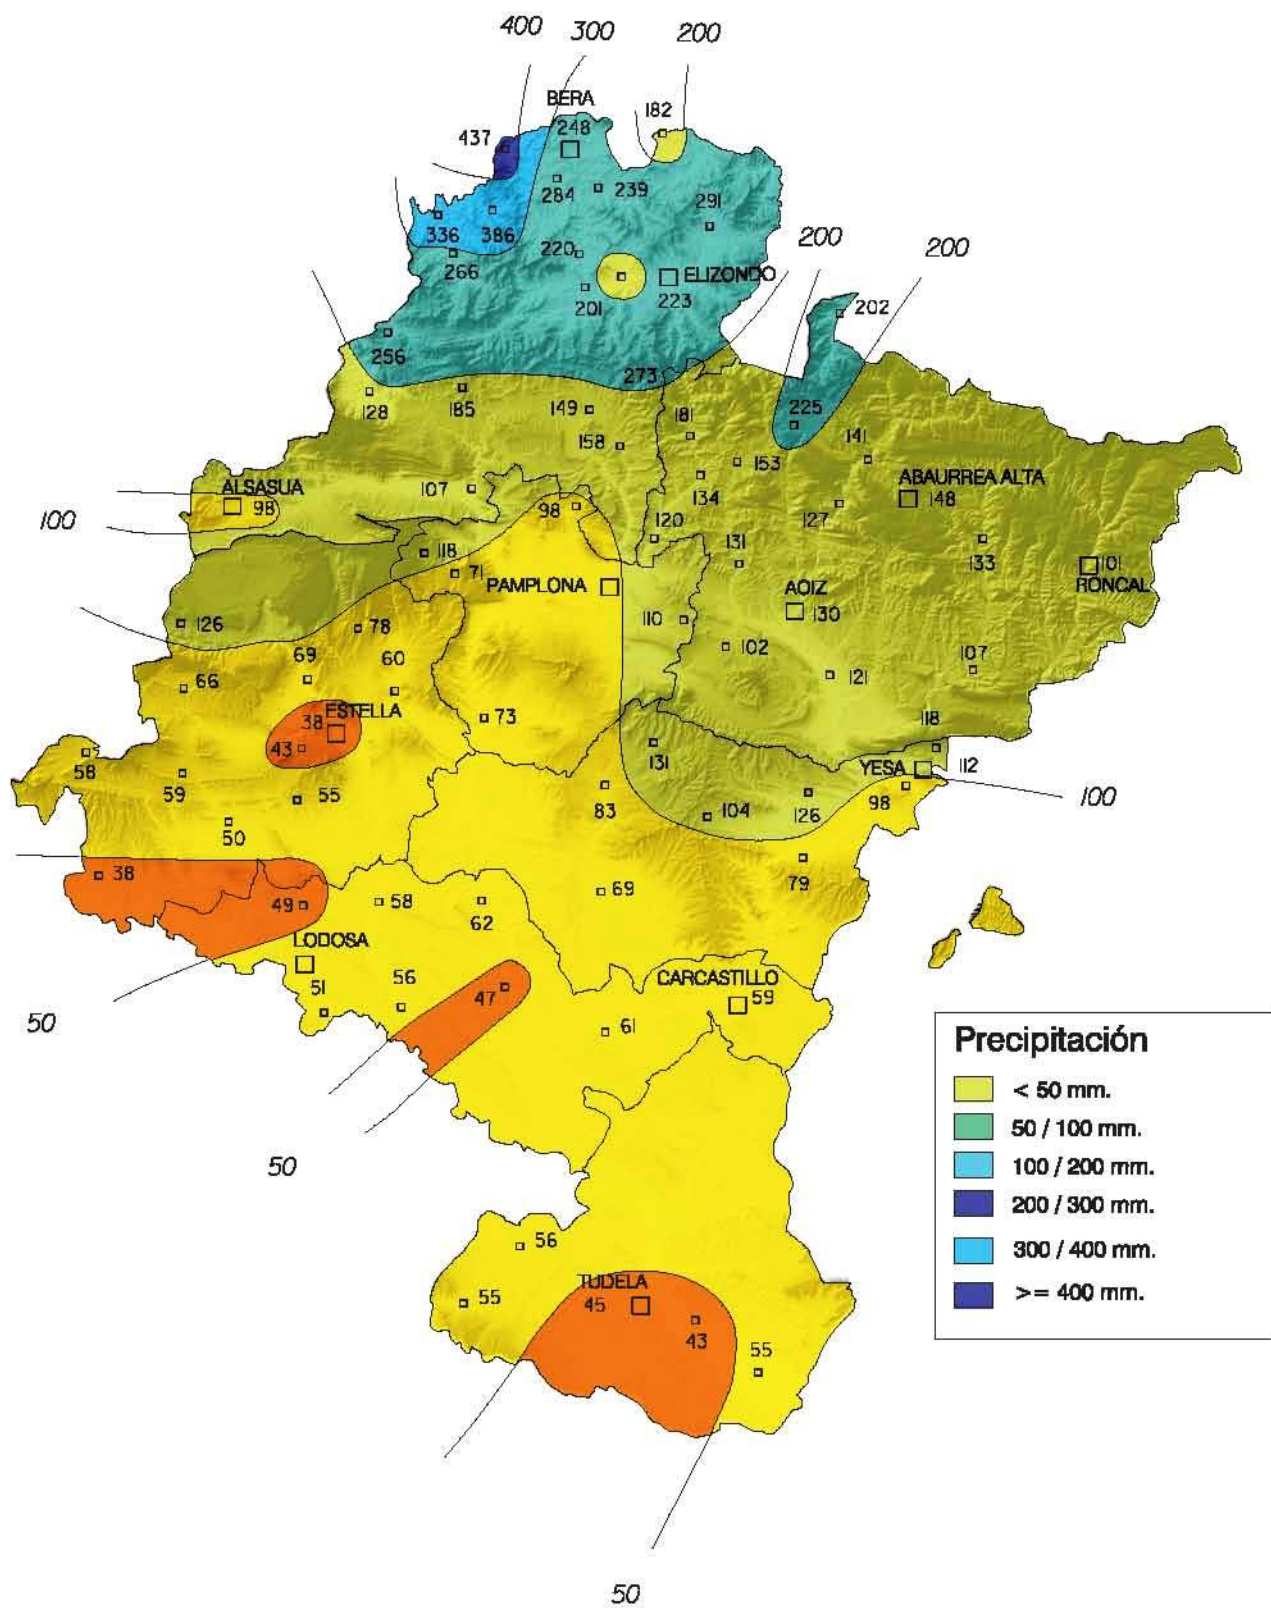 400 300 200
BERA
182
437 248
284 239
291
336 386
220 200
266 200
ELIZONDO
201 223
202
256
273
128 185 149 225
181
158 141
153
ALSASUA 107 134 ABAURREA ALTA
98 98 148
100 127
120
118 131 133
71 101
PAMPLONA RONCAL
AOIZ
126 110 130
78
102
69 60 107
66 121
ESTELLA
38 73 118
43 131
58 YESA 112
59 55 83 98 100
104 126
50
79
38
49 58 62 69
LODOSA
CARCASTILLO
51 56 47 59
50 61
Precipitación
< 50 mm.
50 / 100 mm.
100 / 200 mm.
200 / 300 mm.
300 / 400 mm.
>= 400 mm.
50
56
TUDELA
55 45
43
55
50